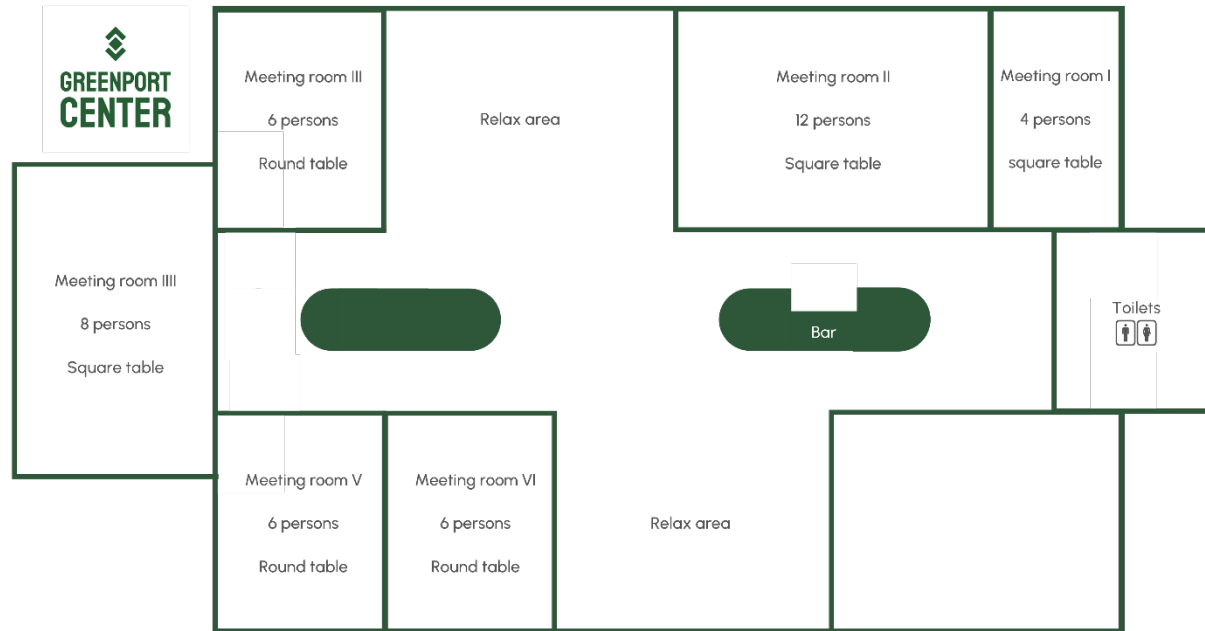 GREENPORT
CENTER
Meeting room III
6 persons
Round table
Relax area
Meeting room II
12 persons
Square table
Meeting room I
4 persons
square table
Meeting room IIII
8 persons
Square table
Bar
Toilets
Meeting room V
6 persons
Round table
Meeting room VI
6 persons
Round table
Relax area